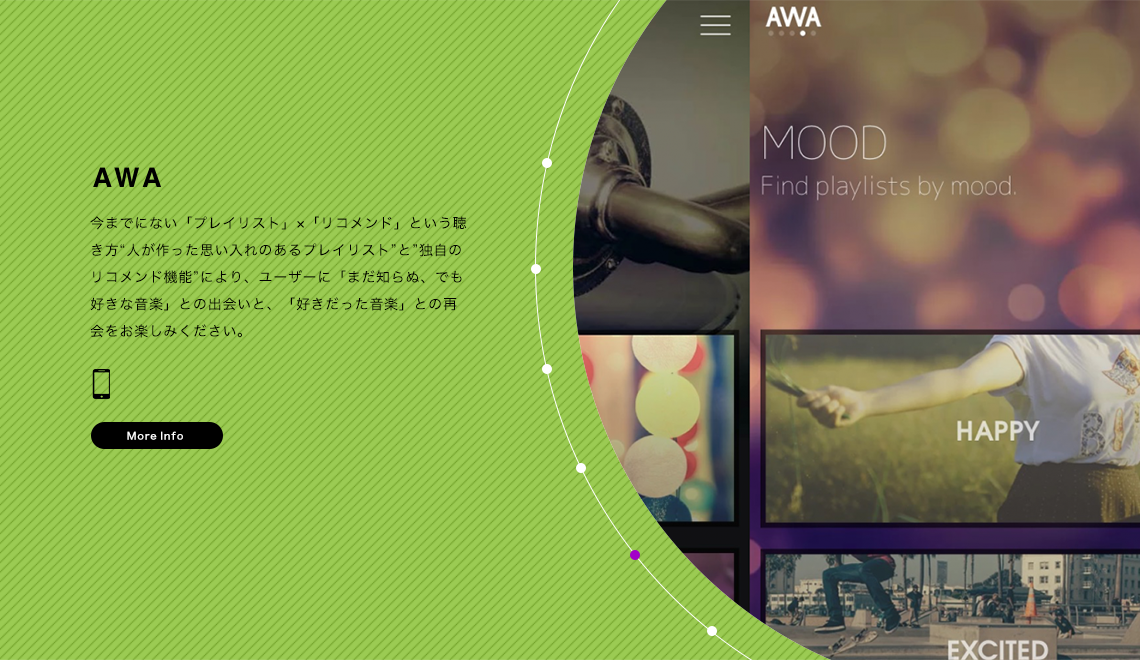 AWA
今までにない「プレイリスト」×「リコメンド」という聴
き方“人が作った思い入れのあるプレイリスト”と”独自の
リコメンド機能”により、ユーザーに「まだ知らぬ、でも
好きな音楽」との出会いと、「好きだった音楽」との再
会をお楽しみください。
More Info
AWA
MOOD
Find playlists by mood.
HAPPY
EXCITED